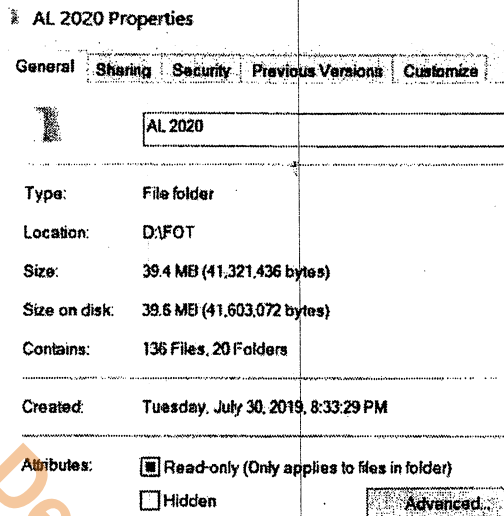 AL 2020 Properties
General Sharing Security Previous Versions Customize
AL 2020
Type: File folder
Location: D:\FOT
Size: 39.4 MB (41,321,436 bytes)
Size on disk: 39.6 MB (41,603,072 bytes)
Contains: 136 Files, 20 Folders
Created: Tuesday, July 30, 2019, 8:33:29 PM
Attributes: Read-only (Only applies to files in folder)
Hidden
Advanced...